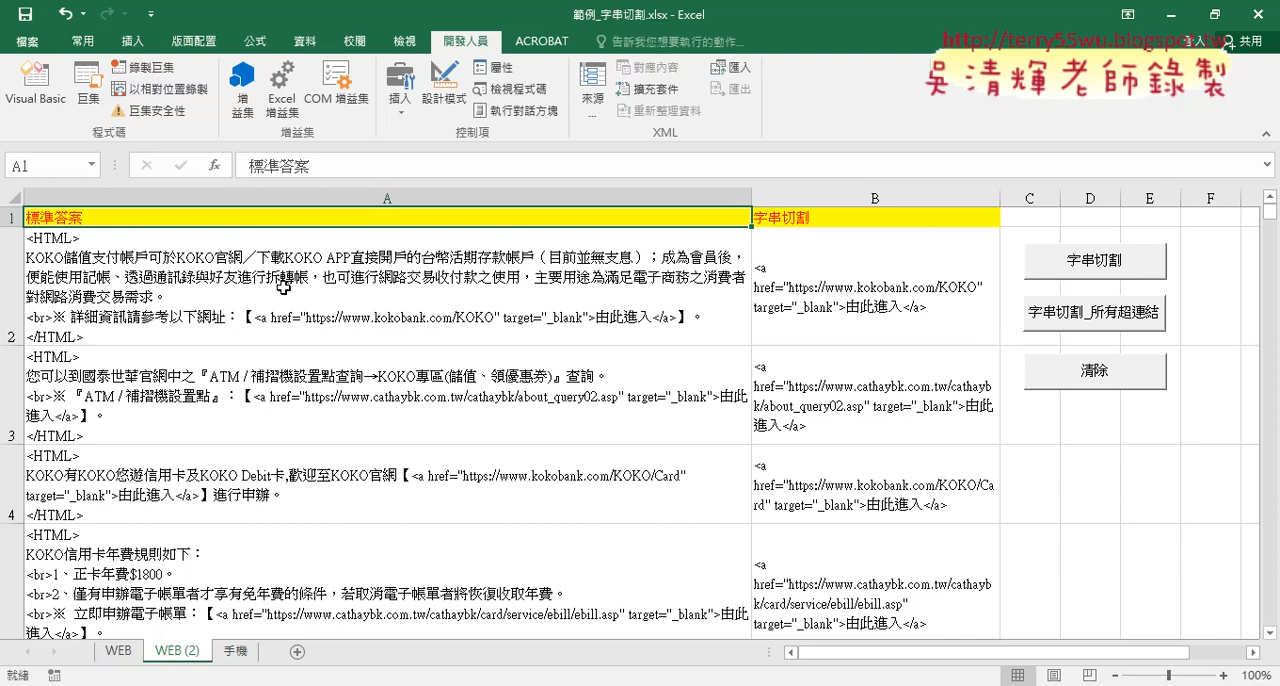 範例_字串切割.xlsx - Excel
檔案 常用 插入 版面配置 公式 資料 校閱 檢視 開發人員 ACROBAT 告訴我您想要執行的動作... 登入 共用
http://terry55wu.blogspot.tw
吳清輝老師錄製
Visual Basic
巨集
錄製巨集
以相對位置錄製
巨集安全性
程式碼
增益集
Excel 增益集
COM 增益集
增益集
插入
設計模式
屬性
檢視程式碼
執行對話方塊
控制項
來源...
對應內容
擴充套件
重新整理資料
匯入
匯出
XML
A1 fx 標準答案
A B C D E F
1 標準答案 字串切割
<HTML>
KOKO儲值支付帳戶可於KOKO官網／下載KOKO APP直接開戶的台幣活期存款帳戶（目前並無支息）；成為會員後，
便能使用記帳、透過通訊錄與好友進行拆轉帳，也可進行網路交易收付款之使用，主要用途為滿足電子商務之消費者
對網路消費交易需求。
<br>※ 詳細資訊請參考以下網址：【<a href="https://www.kokobank.com/KOKO" target="_blank">由此進入</a>】。
2 </HTML>
<a
href="https://www.kokobank.com/KOKO"
target="_blank">由此進入</a>
<HTML>
您可以到國泰世華官網中之『ATM / 補摺機設置點查詢→KOKO專區(儲值、領優惠券)』查詢。
<br>※『ATM / 補摺機設置點』：【<a href="https://www.cathaybk.com.tw/cathaybk/about_query02.asp" target="_blank">由此
進入</a>】。
3 </HTML>
<a
href="https://www.cathaybk.com.tw/cathayb
k/about_query02.asp" target="_blank">由此
進入</a>
<HTML>
KOKO有KOKO悠遊信用卡及KOKO Debit卡,歡迎至KOKO官網【<a href="https://www.kokobank.com/KOKO/Card"
target="_blank">由此進入</a>】進行申辦。
4 </HTML>
<a
href="https://www.kokobank.com/KOKO/Ca
rd" target="_blank">由此進入</a>
<HTML>
KOKO信用卡年費規則如下：
<br>1、正卡年費$1800。
<br>2、僅有申辦電子帳單者才享有免年費的條件，若取消電子帳單者將恢復收取年費。
<br>※ 立即申辦電子帳單：【<a href="https://www.cathaybk.com.tw/cathaybk/card/service/ebill/ebill.asp" target="_blank">由此
進入</a>】。
<a
href="https://www.cathaybk.com.tw/cathayb
k/card/service/ebill/ebill.asp"
target="_blank">由此進入</a>
字串切割
字串切割_所有超連結
清除
WEB WEB (2) 手機
就緒 100%